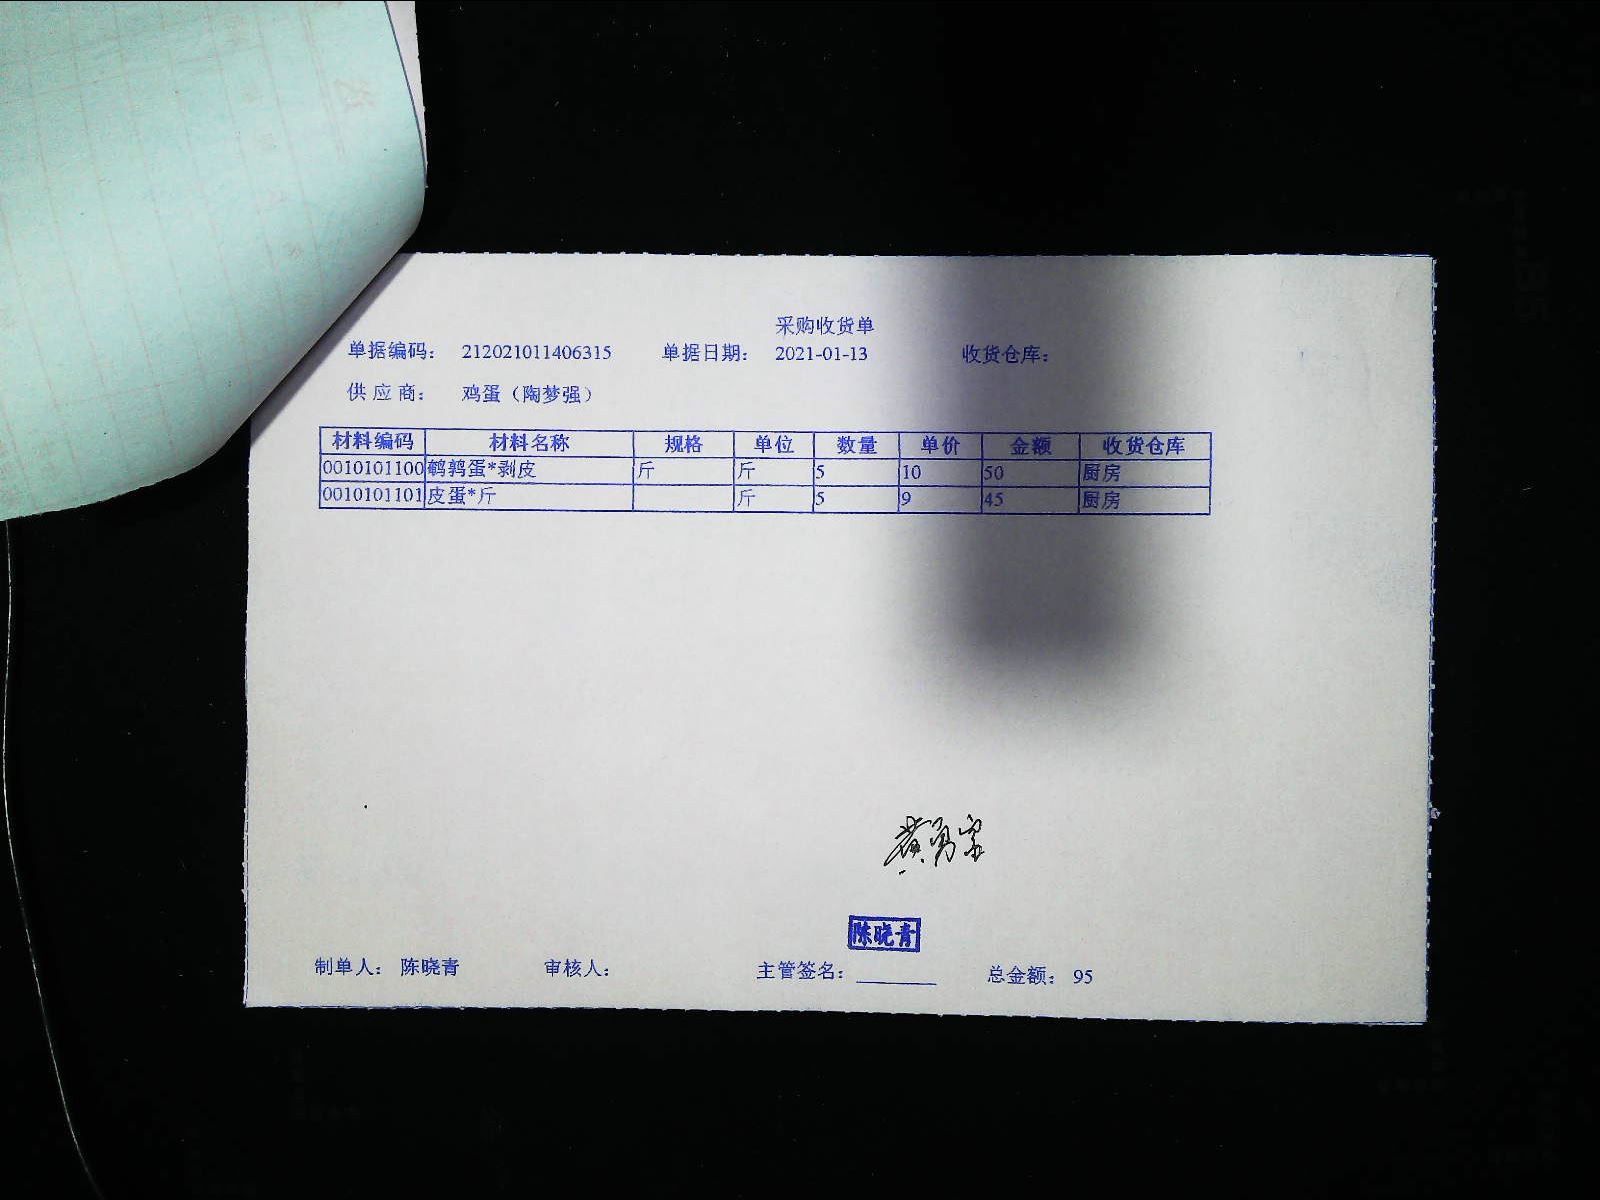 采购收货单
单据编码： 212021011406315 单据日期： 2021-01-13 收货仓库：
供应商： 鸡蛋（陶梦强）
材料编码 材料名称 规格 单位 数量 单价 金额 收货仓库
0010101100 鹌鹑蛋*剥皮 斤 斤 5 10 50 厨房
0010101101 皮蛋*斤 斤 5 9 45 厨房
陈晓青
制单人： 陈晓青 审核人： 主管签名： 总金额： 95